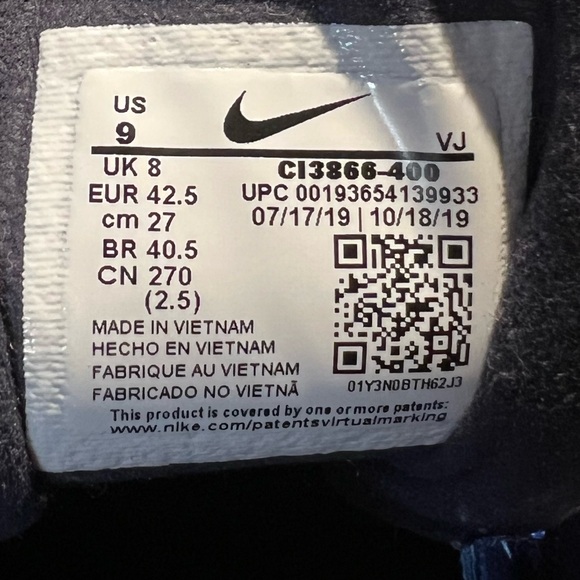 US
9
VJ
UK 8
CI3866-400
EUR 42.5
UPC 00193654139933
cm 27
07/17/19 | 10/18/19
BR 40.5
CN 270
(2.5)
MADE IN VIETNAM
HECHO EN VIETNAM
FABRIQUE AU VIETNAM
FABRICADO NO VIETNÃ
01Y3N0BTH62J3
This product is covered by one or more patents:
www.nike.com/patentsvirtualmarking